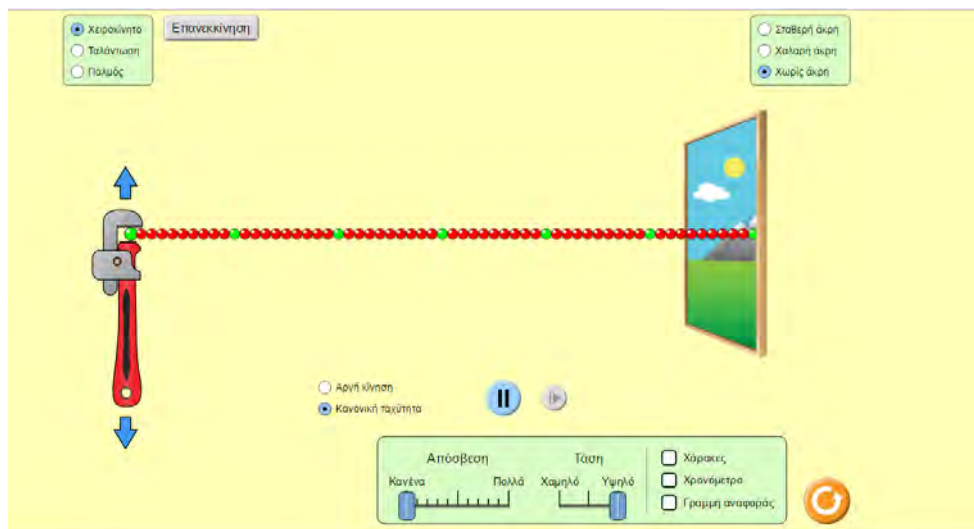 Χειροκίνητο
Ταλάντωση
Παλμός
Επανεκκίνηση
Σταθερή άκρη
Χαλαρή άκρη
Χωρίς άκρη
Αργή κίνηση
Κανονική ταχύτητα
Απόσβεση
Κανένα
Πολλά
Τάση
Χαμηλό
Υψηλό
Χάρακες
Χρονόμετρο
Γραμμή αναφοράς